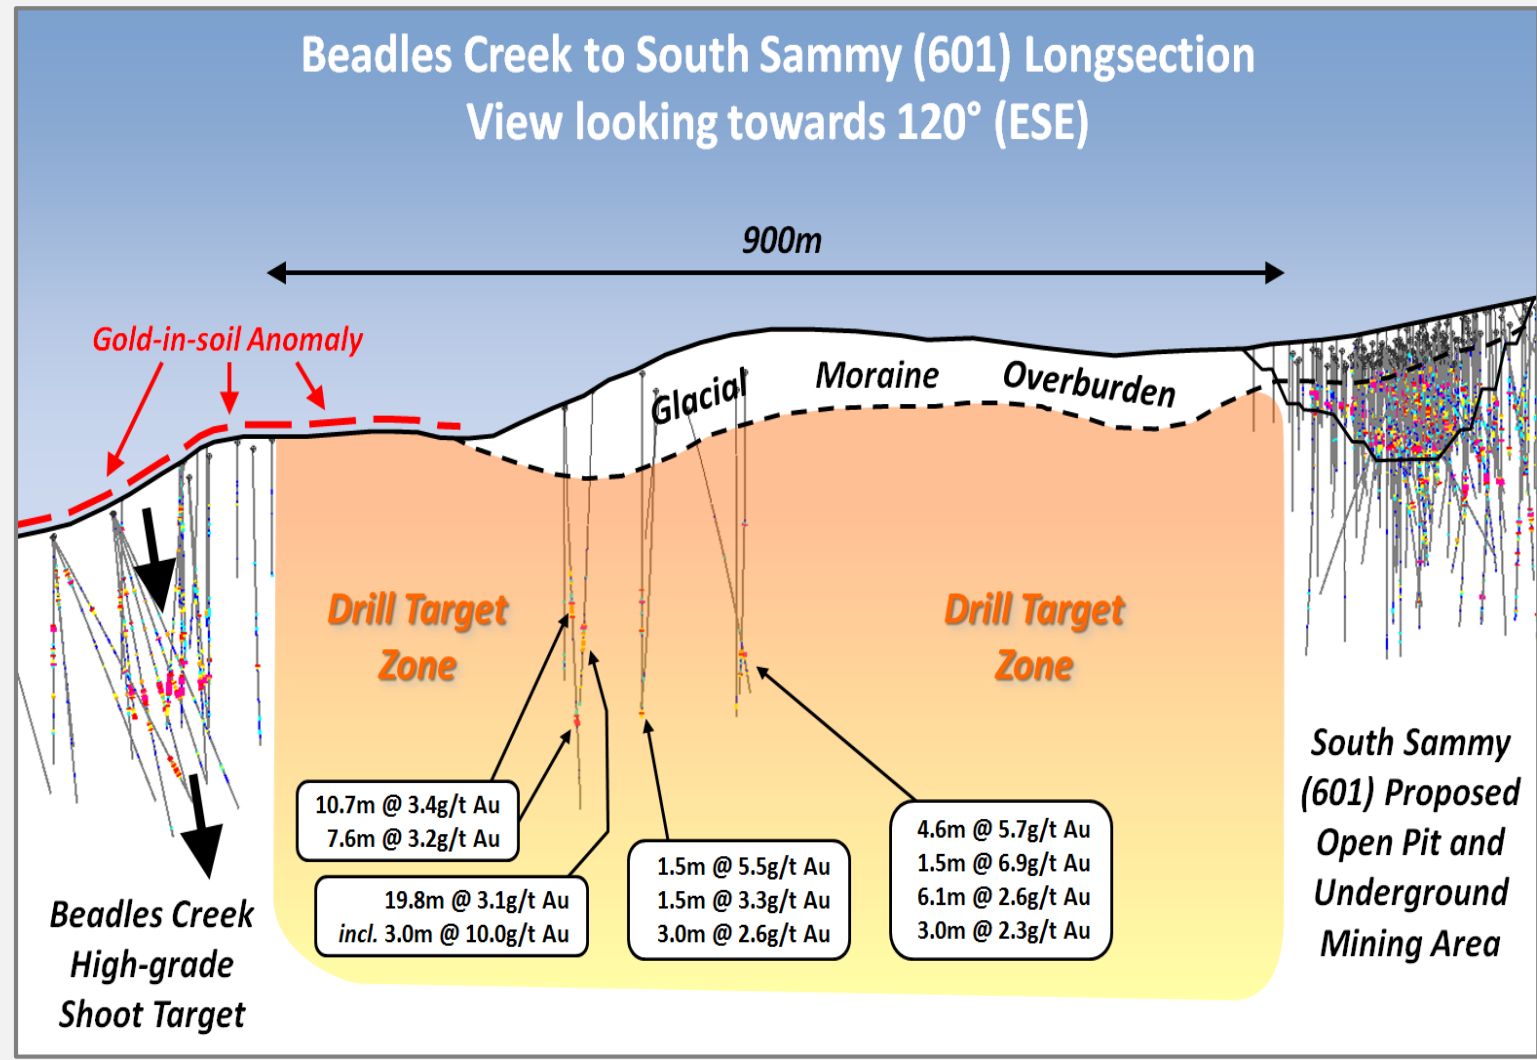 Beadles Creek to South Sammy (601) Longsection
View looking towards 120° (ESE)
900m
Gold-in-soil Anomaly
Glacial Moraine Overburden
Drill Target
Zone
Drill Target
Zone
10.7m @ 3.4g/t Au
7.6m @ 3.2g/t Au
19.8m @ 3.1g/t Au
incl. 3.0m @ 10.0g/t Au
1.5m @ 5.5g/t Au
1.5m @ 3.3g/t Au
3.0m @ 2.6g/t Au
4.6m @ 5.7g/t Au
1.5m @ 6.9g/t Au
6.1m @ 2.6g/t Au
3.0m @ 2.3g/t Au
Beadles Creek
High-grade
Shoot Target
South Sammy
(601) Proposed
Open Pit and
Underground
Mining Area